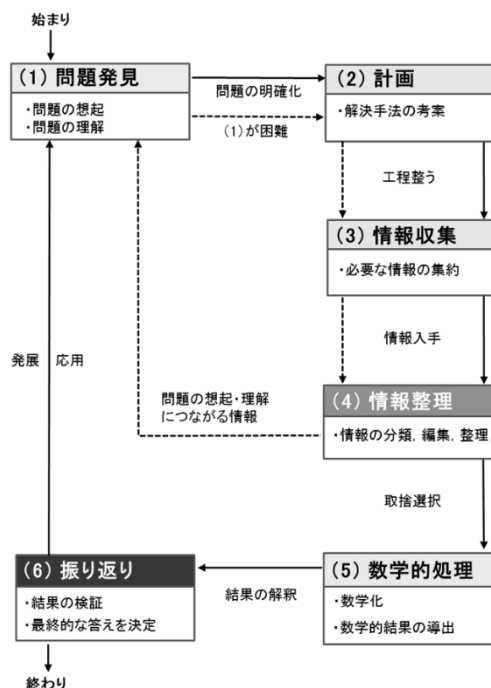 始まり
(1) 問題発見
・問題の想起
・問題の理解
問題の明確化
(1)が困難
(2) 計画
・解決手法の考案
工程整う
(3) 情報収集
・必要な情報の集約
情報入手
(4) 情報整理
・情報の分類, 編集, 整理
問題の想起・理解
につながる情報
発展
応用
取捨選択
(5) 数学的処理
・数学化
・数学的結果の導出
結果の解釈
(6) 振り返り
・結果の検証
・最終的な答えを決定
終わり